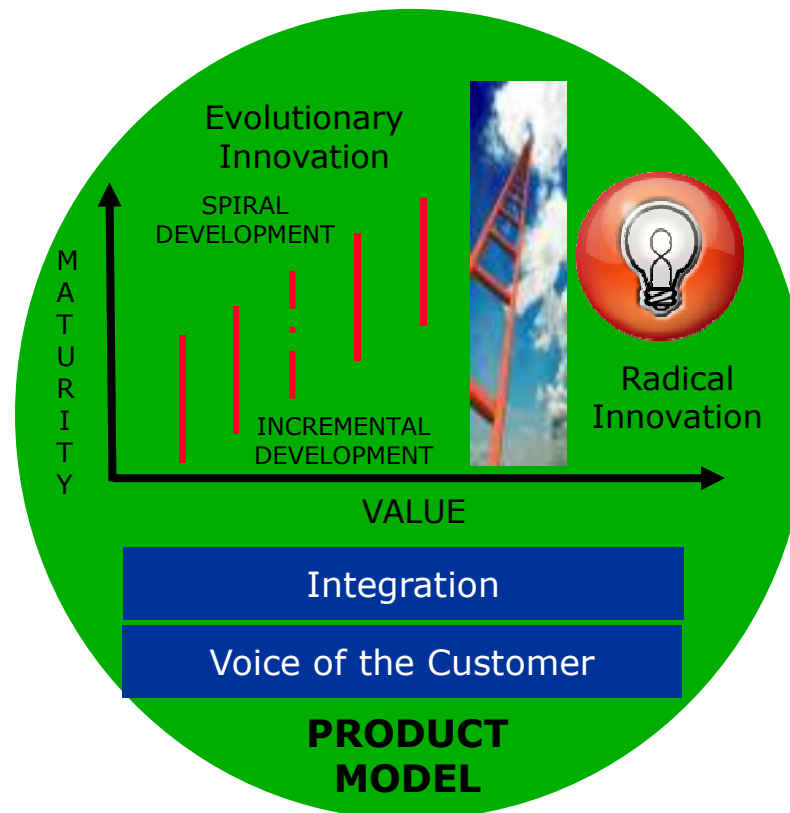 Evolutionary
Innovation
SPIRAL
DEVELOPMENT
M
A
T
U
R
I
T
Y
Radical
Innovation
INCREMENTAL
DEVELOPMENT
VALUE
Integration
Voice of the Customer
PRODUCT
MODEL